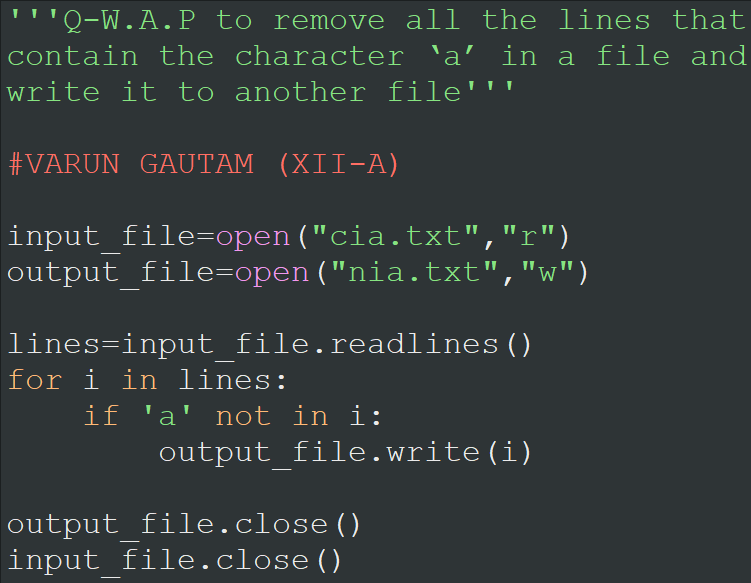 '''Q-W.A.P to remove all the lines that
contain the character ‘a’ in a file and
write it to another file'''
#VARUN GAUTAM (XII-A)
input_file=open("cia.txt","r")
output_file=open("nia.txt","w")
lines=input_file.readlines()
for i in lines:
    if 'a' not in i:
        output_file.write(i)
output_file.close()
input_file.close()